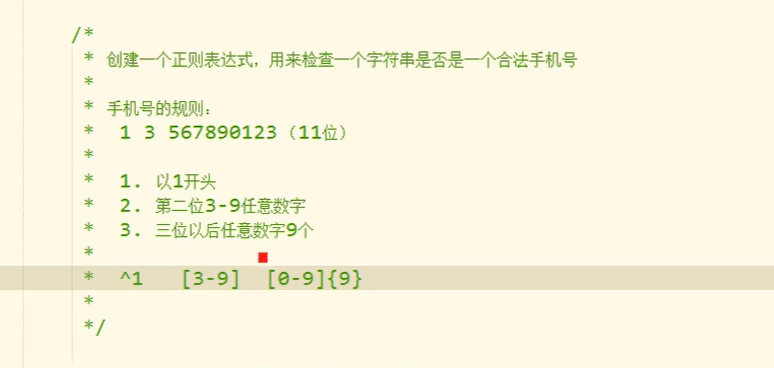 /*
* 创建一个正则表达式，用来检查一个字符串是否是一个合法手机号
*
* 手机号的规则：
* 1 3 567890123（11位）
*
* 1. 以1开头
* 2. 第二位3-9任意数字
* 3. 三位以后任意数字9个
*
* ^1 [3-9] [0-9]{9}
*
*/